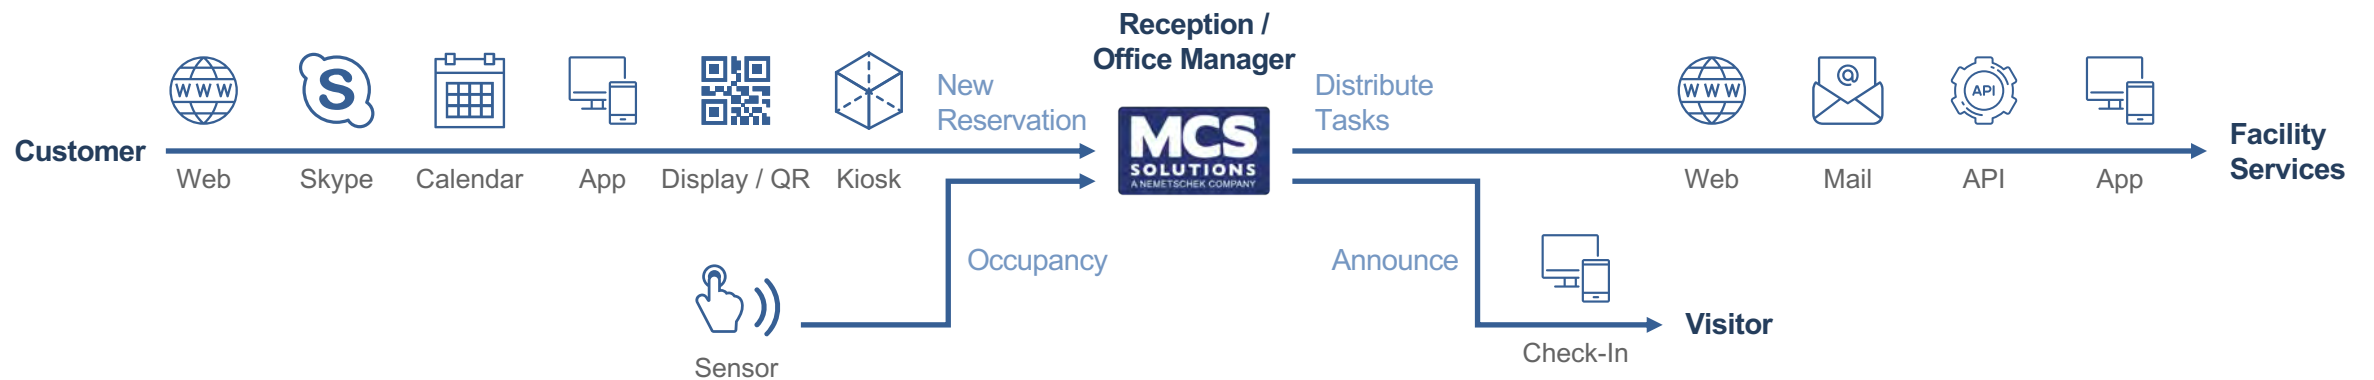 Reception /
Office Manager
New
Reservation
Distribute
Tasks
WWW
S
@
WWW
API
MCS
SOLUTIONS
A NEMETSCHEK COMPANY
Customer
Facility
Services
Web
Skype
Calendar
App
Display / QR
Kiosk
Web
Mail
API
App
Occupancy
Announce
Visitor
Sensor
Check-In